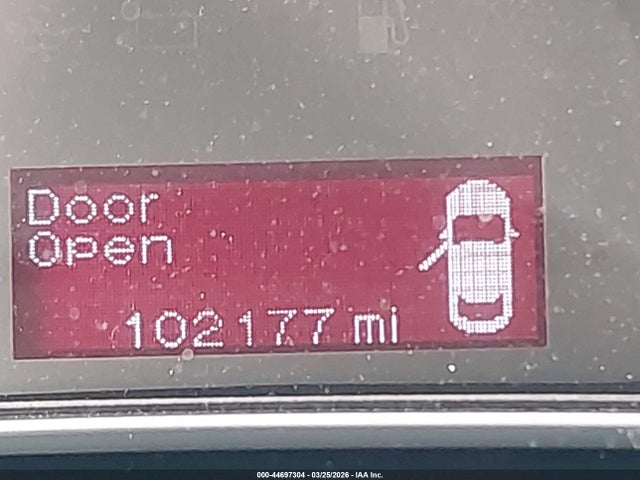 Door
Open
102177 mi
000-44697304 - 03/25/2026 - IAA Inc.